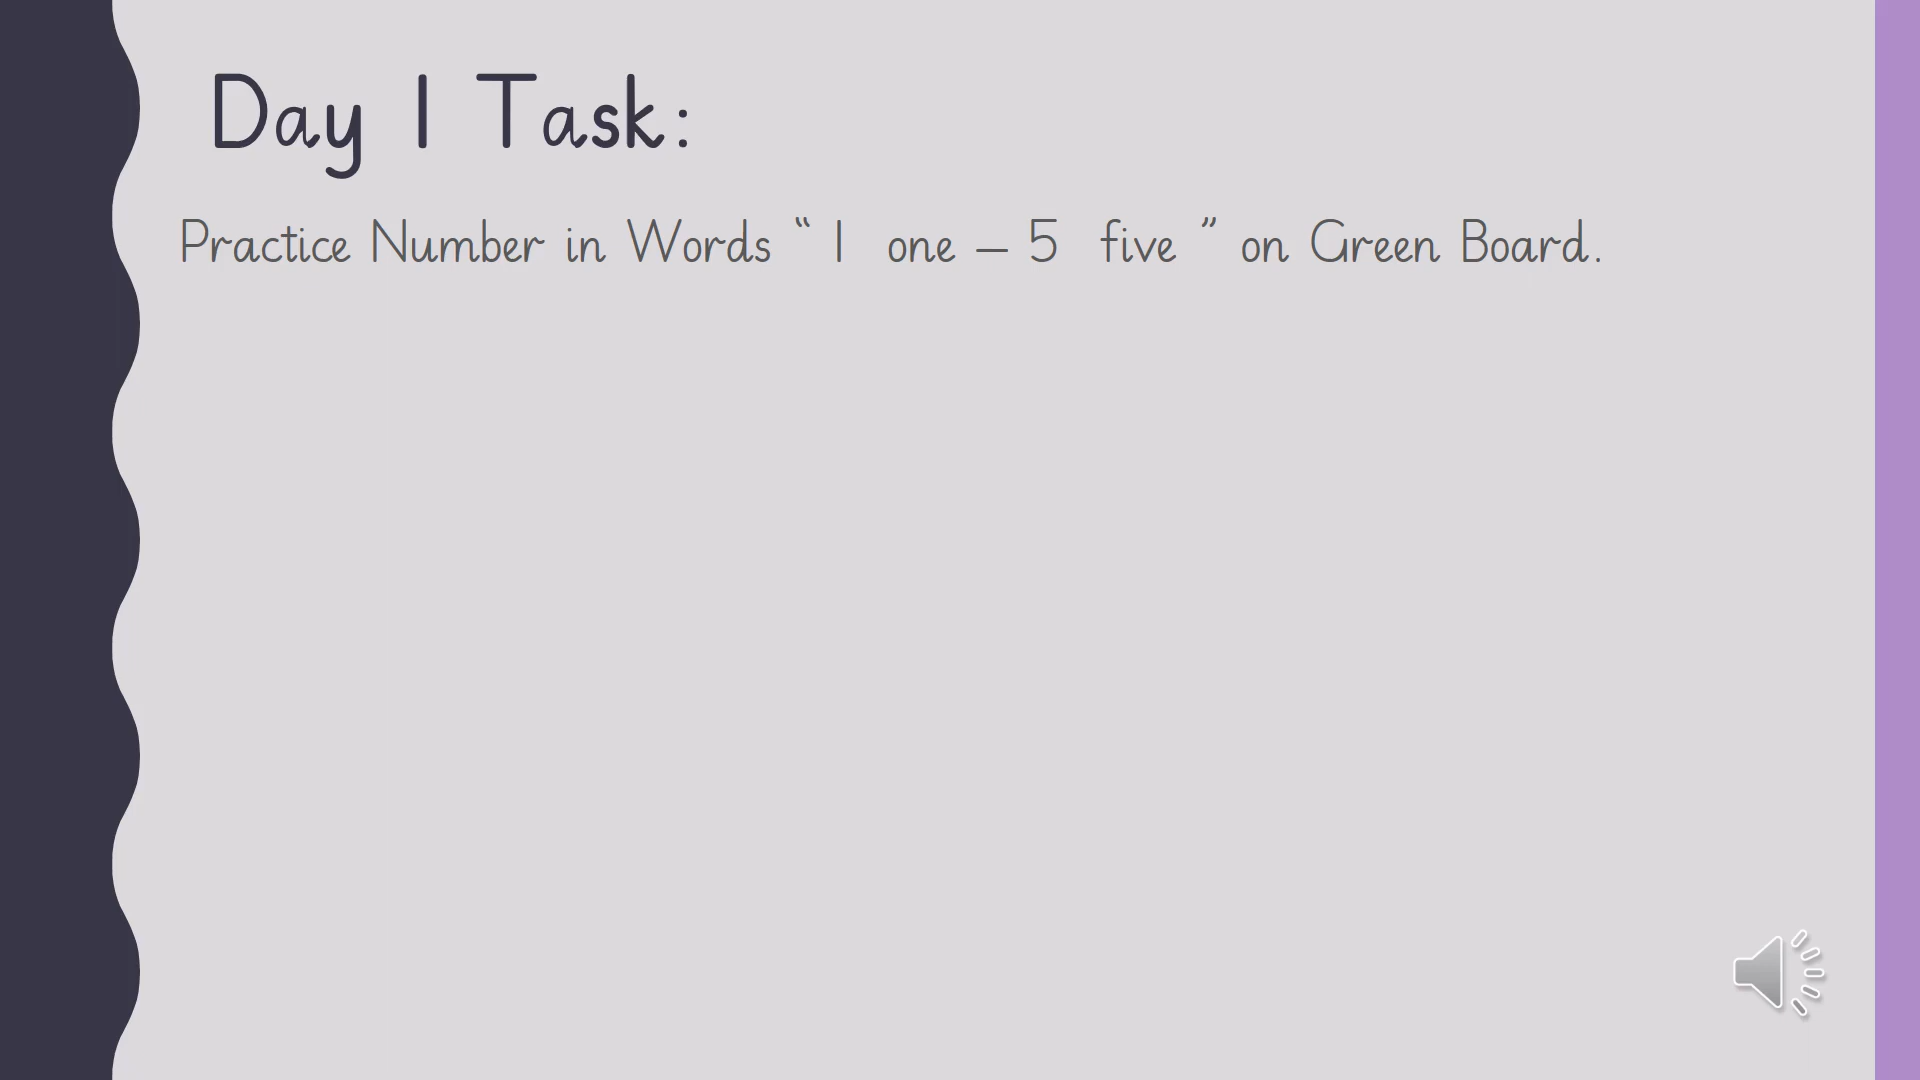 Day 1 Task:
Practice Number in Words “ 1 one – 5 five ” on Green Board.